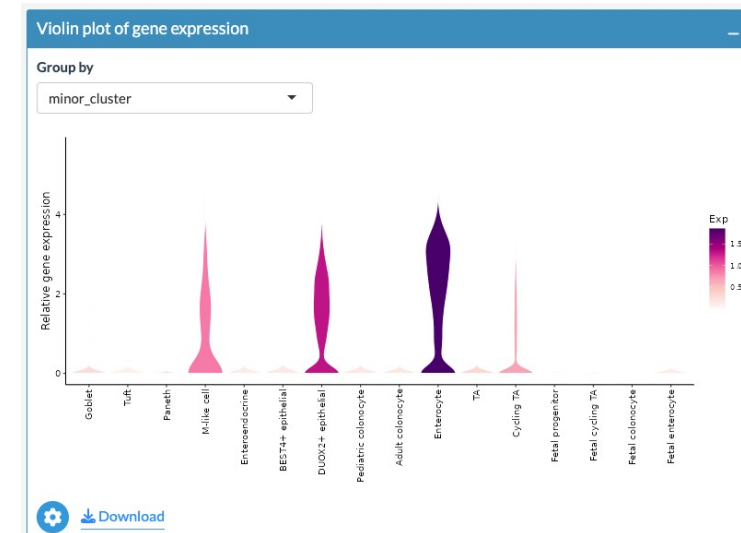 Violin plot of gene expression
Group by
minor_cluster
Relative gene expression
4
2
0
Exp
1.5
1.0
0.5
Goblet
Tuft
Paneth
M-like cell
Enteroendocrine
BEST4+ epithelial
DUOX2+ epithelial
Pediatric colonocyte
Adult colonocyte
Enterocyte
TA
Cycling TA
Fetal progenitor
Fetal cycling TA
Fetal colonocyte
Fetal enterocyte
Download